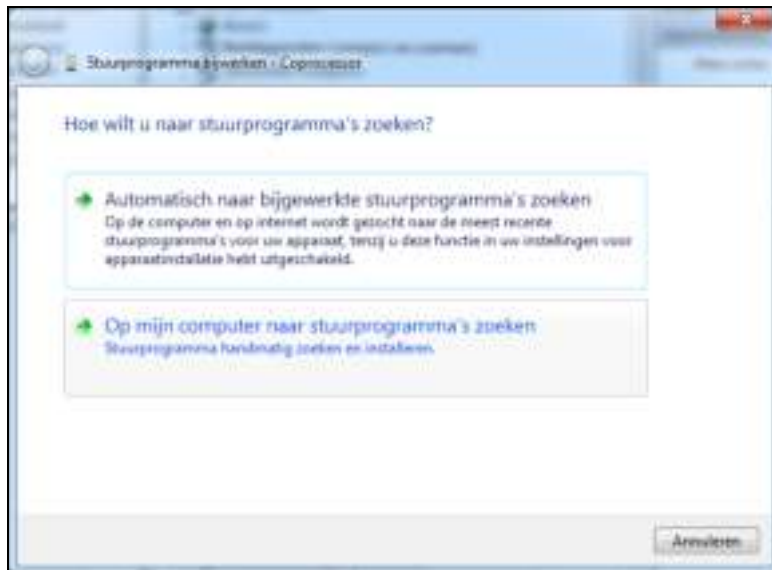 Stuurprogramma bijwerken - Coprocessor
Hoe wilt u naar stuurprogramma's zoeken?
Automatisch naar bijgewerkte stuurprogramma's zoeken
Op de computer en op internet wordt gezocht naar de meest recente
stuurprogramma's voor uw apparaat, tenzij u deze functie in uw instellingen voor
apparaatinstallatie hebt uitgeschakeld.
Op mijn computer naar stuurprogramma's zoeken
Stuurprogramma handmatig zoeken en installeren.
Annuleren